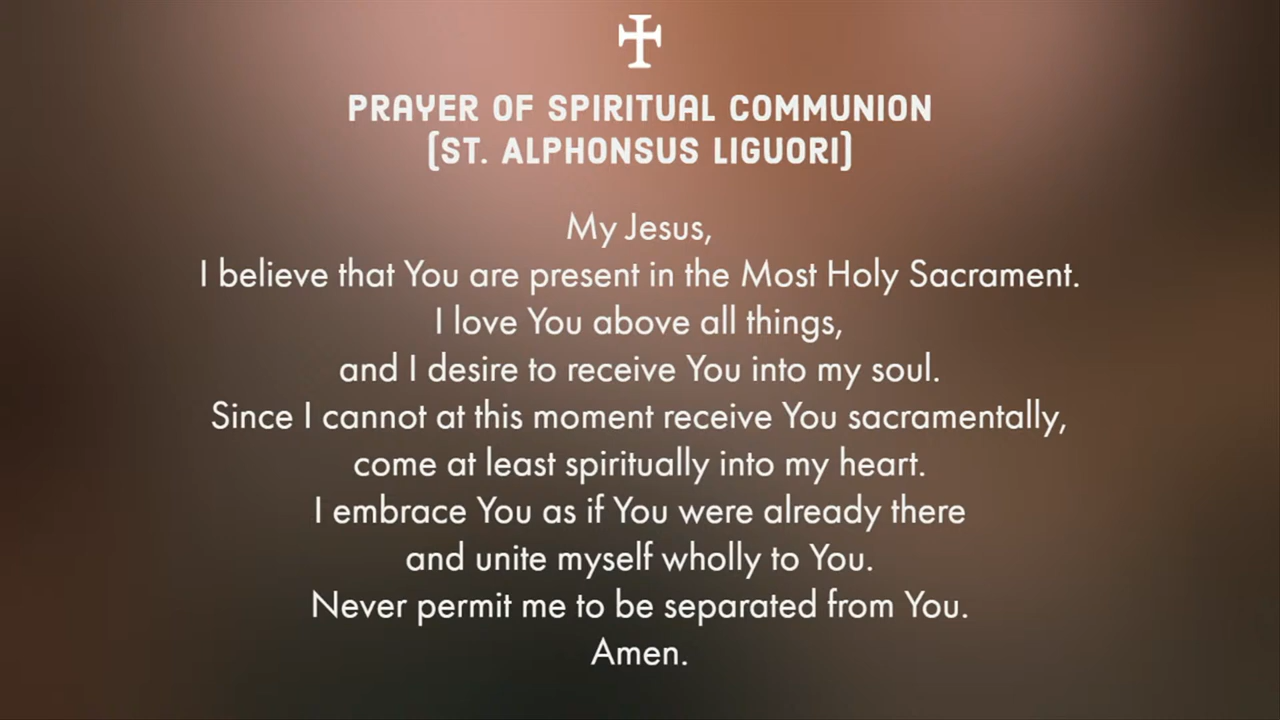 PRAYER OF SPIRITUAL COMMUNION
(ST. ALPHONSUS LIGUORI)
My Jesus,
I believe that You are present in the Most Holy Sacrament.
I love You above all things,
and I desire to receive You into my soul.
Since I cannot at this moment receive You sacramentally,
come at least spiritually into my heart.
I embrace You as if You were already there
and unite myself wholly to You.
Never permit me to be separated from You.
Amen.